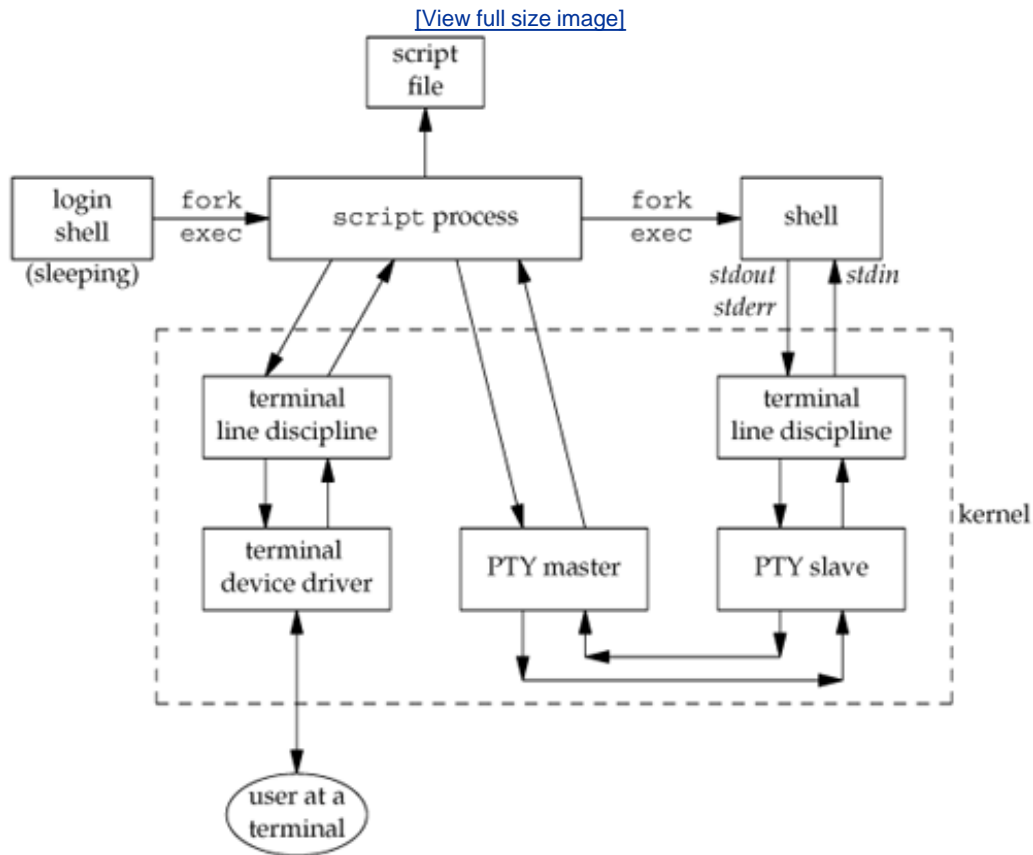 [View full size image]
script
file
login
shell
(sleeping)
fork
exec
script process
fork
exec
shell
stdout
stderr
stdin
terminal
line discipline
terminal
line discipline
kernel
terminal
device driver
PTY master
PTY slave
user at a
terminal